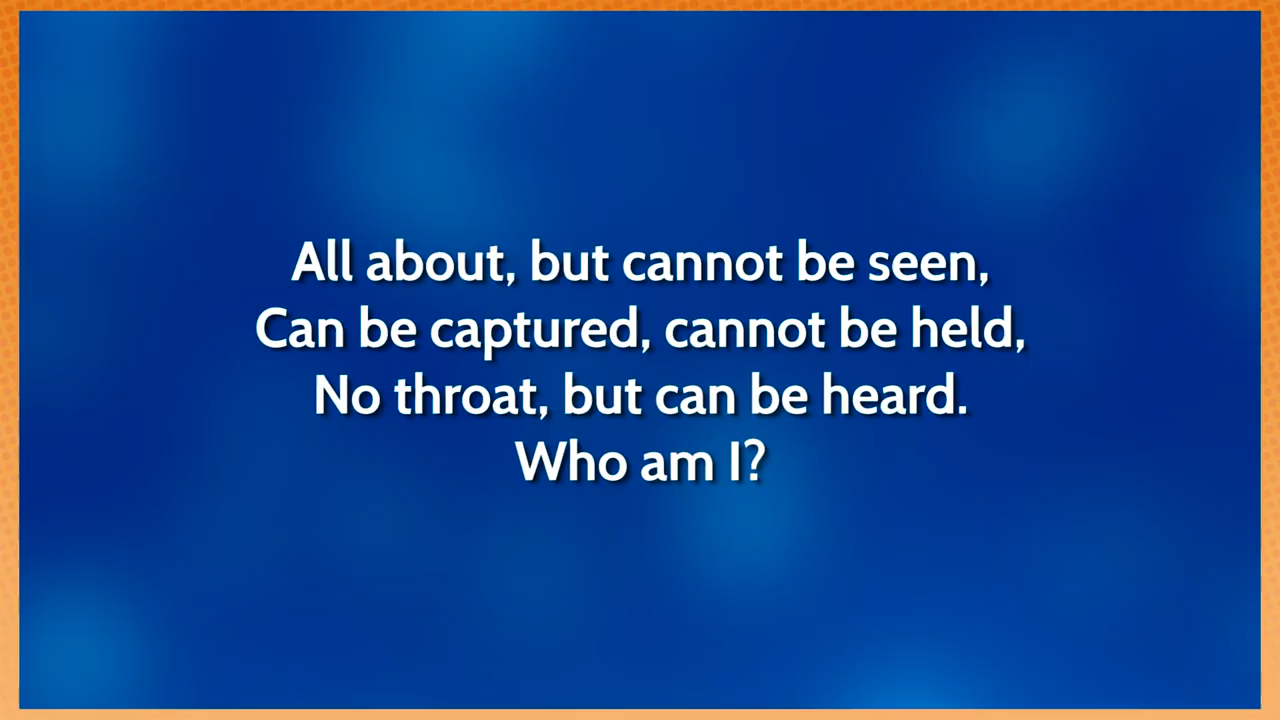 All about, but cannot be seen,
Can be captured, cannot be held,
No throat, but can be heard.
Who am I?